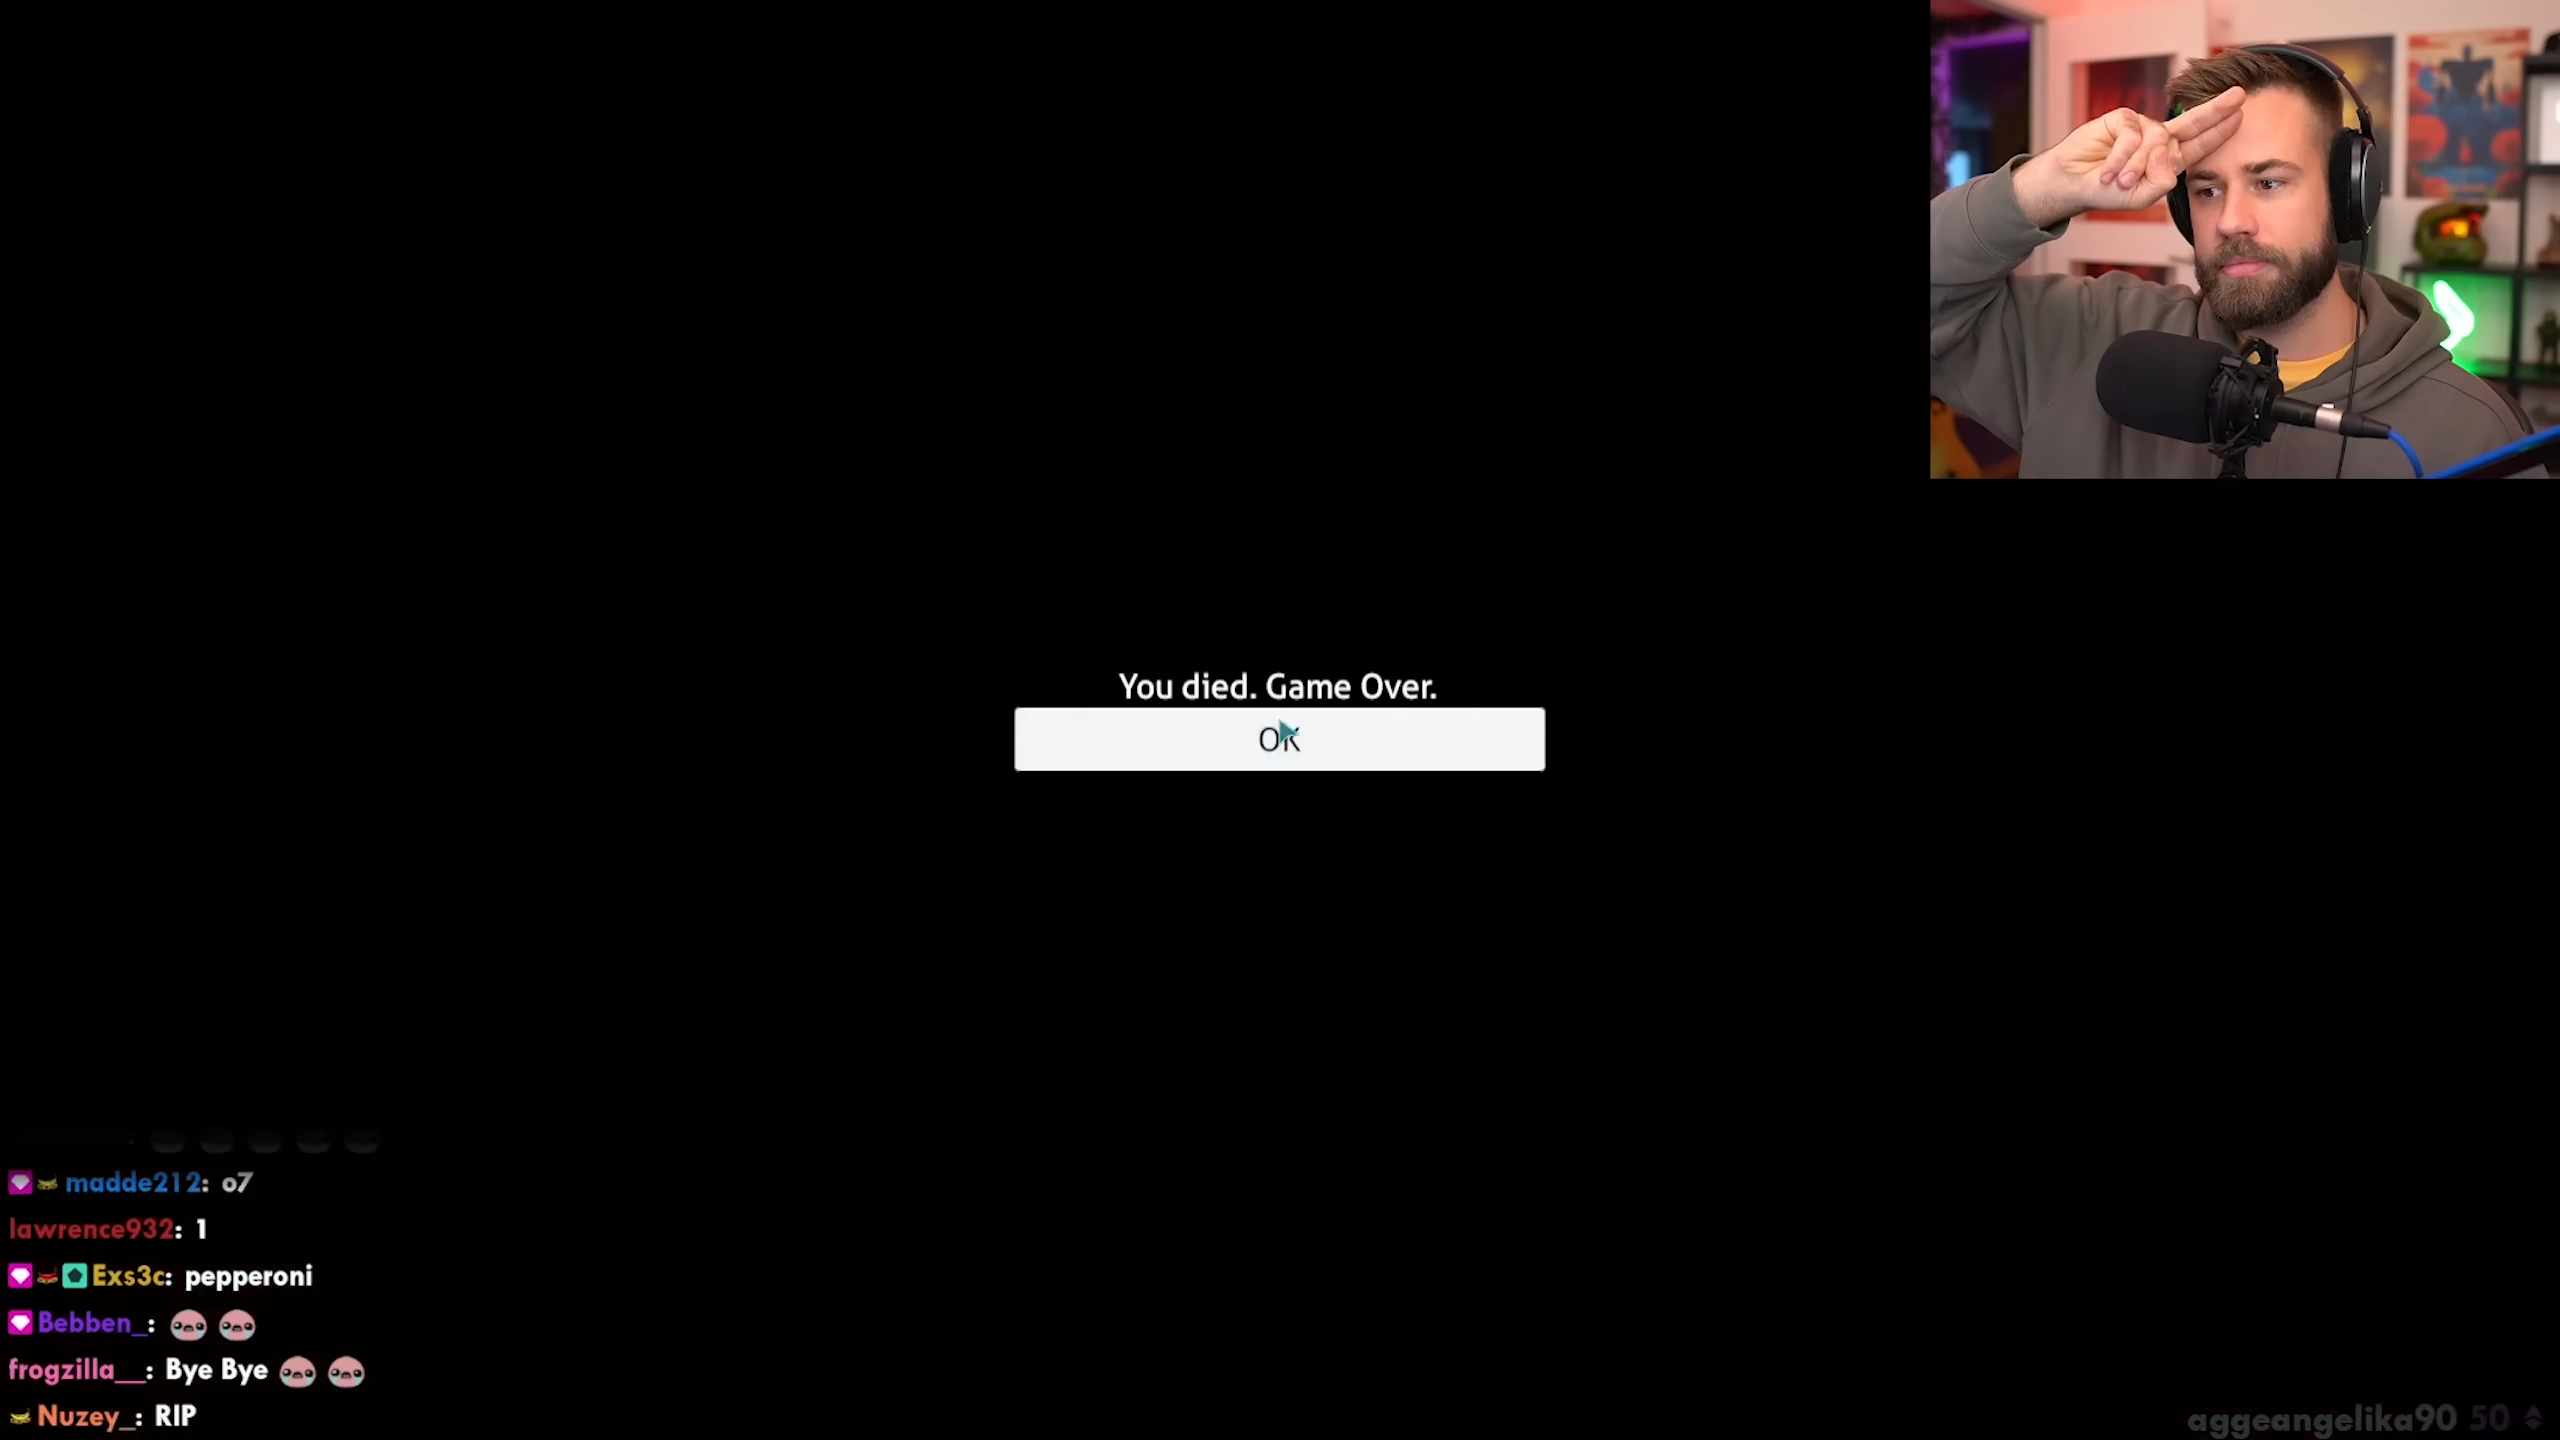 You died. Game Over.
OK
madde212: o7
lawrence932: 1
Exs3c: pepperoni
Bebben_:
frogzilla__: Bye Bye
Nuzey_: RIP
aggeangelika90 50